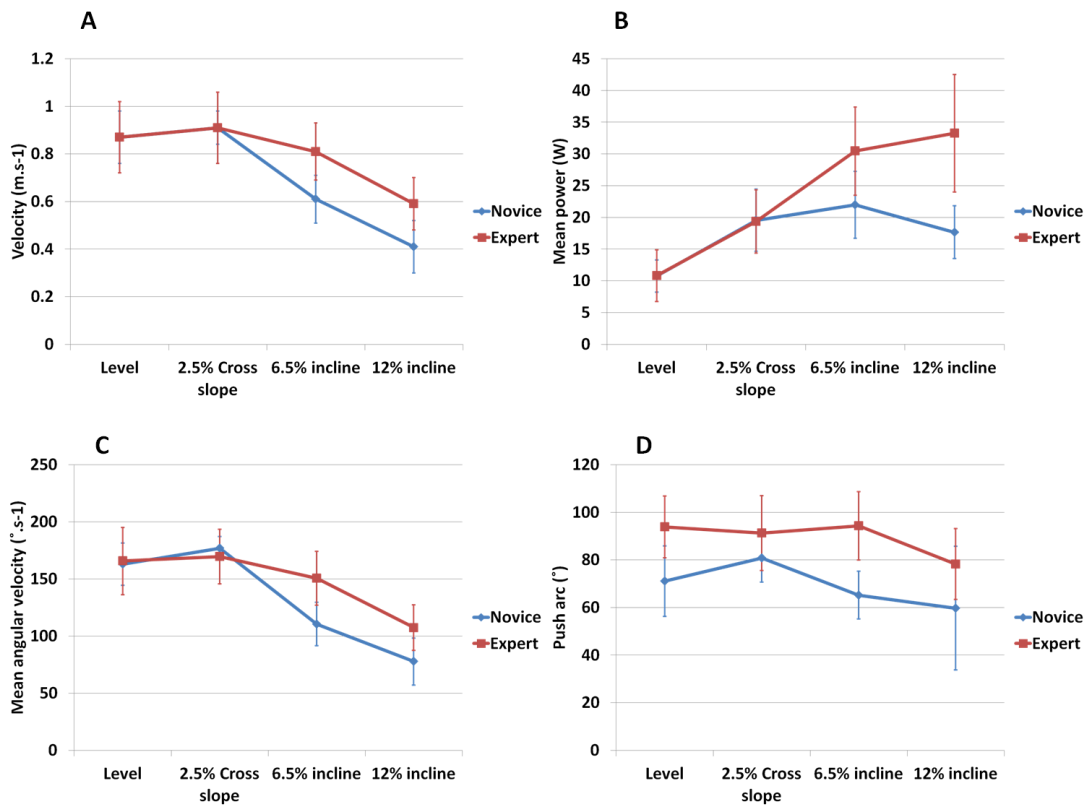 A
Velocity (m.s-1)
1.2
1
0.8
0.6
0.4
0.2
0
Level
2.5% Cross
slope
6.5% incline
12% incline
Novice
Expert
B
Mean power (W)
45
40
35
30
25
20
15
10
5
0
Level
2.5% Cross
slope
6.5% incline
12% incline
Novice
Expert
C
Mean angular velocity (˚.s-1)
250
200
150
100
50
0
Level
2.5% Cross
slope
6.5% incline
12% incline
Novice
Expert
D
Push arc (˚)
120
100
80
60
40
20
0
Level
2.5% Cross
slope
6.5% incline
12% incline
Novice
Expert